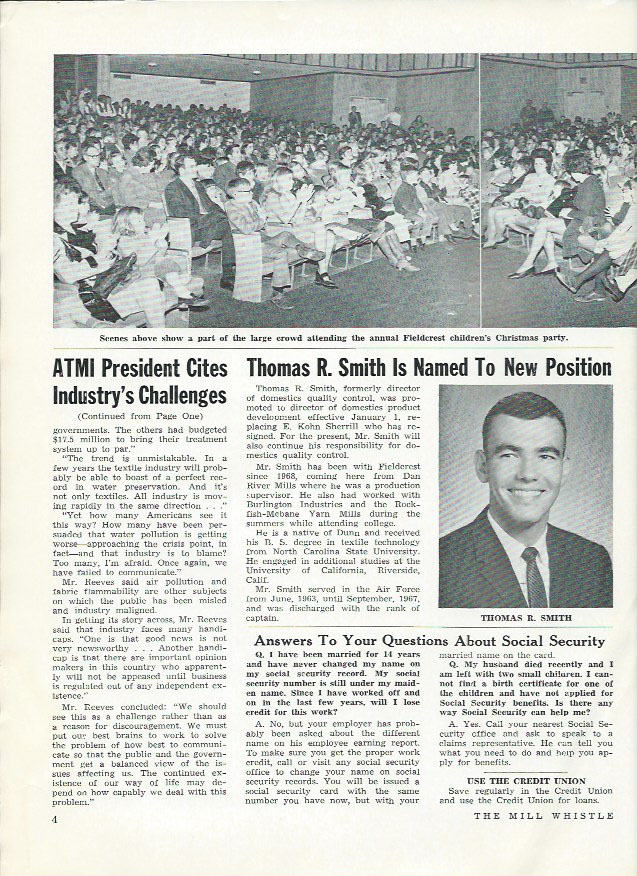 Scenes above show a part of the large crowd attending the annual Fieldcrest children's Christmas party.
ATMI President Cites
Industry's Challenges
(Continued from Page One)
governments. The others had budgeted
$17.5 million to bring their treatment
system up to par."
"The trend is unmistakable. In a
few years the textile industry will prob-
ably be able to boast of a perfect rec-
ord in water preservation. And it's
not only textiles. All industry is mov-
ing rapidly in the same direction . . ."
"Yet how many Americans see it
this way? How many have been per-
suaded that water pollution is getting
worse—approaching the crisis point, in
fact—and that industry is to blame?
Too many, I'm afraid. Once again, we
have failed to communicate."
Mr. Reeves said air pollution and
fabric flammability are other subjects
on which the public has been misled
and industry maligned.
In getting its story across, Mr. Reeves
said that industry faces many handi-
caps. "One is that good news is not
very newsworthy . . . Another handi-
cap is that there are important opinion
makers in this country who apparent-
ly will not be appeased until business
is regulated out of any independent ex-
istence."
Mr. Reeves concluded: "We should
see this as a challenge rather than as
a reason for discouragement. We must
put our best brains to work to solve
the problem of how best to communi-
cate so that the public and the govern-
ment get a balanced view of the is-
sues affecting us. The continued ex-
istence of our way of life may de-
pend on how capably we deal with this
problem."
Thomas R. Smith Is Named To New Position
Thomas R. Smith, formerly director
of domestics quality control, was pro-
moted to director of domestics product
development effective January 1, re-
placing E. Kohn Sherrill who has re-
signed. For the present, Mr. Smith will
also continue his responsibility for do-
mestics quality control.
Mr. Smith has been with Fieldcrest
since 1968, coming here from Dan
River Mills where he was a production
supervisor. He also had worked with
Burlington Industries and the Rock-
fish-Mebane Yarn Mills during the
summers while attending college.
He is a native of Dunn and received
his B. S. degree in textile technology
from North Carolina State University.
He engaged in additional studies at the
University of California, Riverside,
Calif.
Mr. Smith served in the Air Force
from June, 1963, until September, 1967,
and was discharged with the rank of
captain.
THOMAS R. SMITH
Answers To Your Questions About Social Security
Q. I have been married for 14 years
and have never changed my name on
my social security record. My social
security number is still under my maid-
en name. Since I have worked off and
on in the last few years, will I lose
credit for this work?
A. No, but your employer has prob-
ably been asked about the different
name on his employee earning report.
To make sure you get the proper work
credit, call or visit any social security
office to change your name on social
security records. You will be issued a
social security card with the same
number you have now, but with your
married name on the card.
Q. My husband died recently and I
am left with two small children. I can-
not find a birth certificate for one of
the children and have not applied for
Social Security benefits. Is there any
way Social Security can help me?
A. Yes. Call your nearest Social Se-
curity office and ask to speak to a
claims representative. He can tell you
what you need to do and help you ap-
ply for benefits.
USE THE CREDIT UNION
Save regularly in the Credit Union
and use the Credit Union for loans.
4
THE MILL WHISTLE